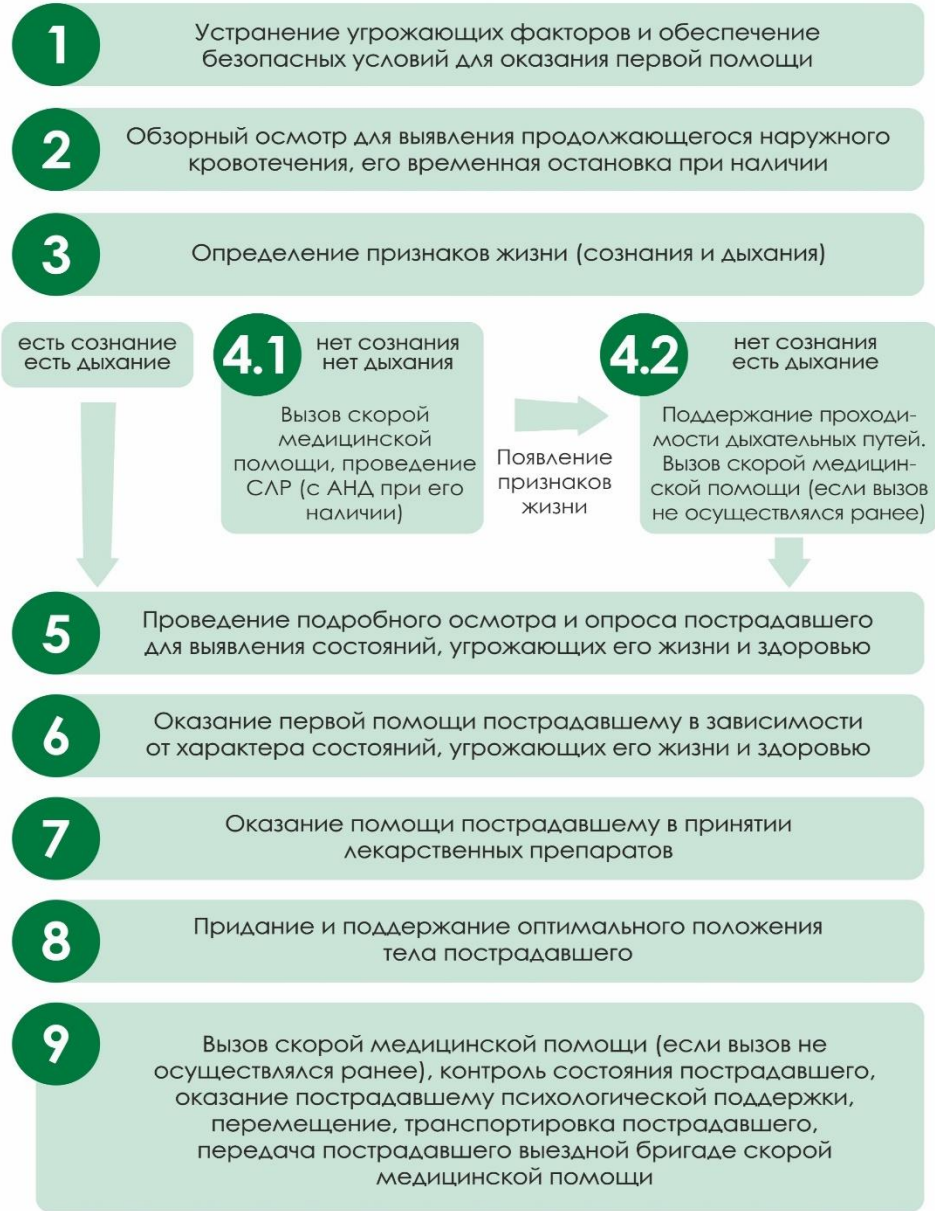 1
Устранение угрожающих факторов и обеспечение
безопасных условий для оказания первой помощи
2
Обзорный осмотр для выявления продолжающегося наружного
кровотечения, его временная остановка при наличии
3
Определение признаков жизни (сознания и дыхания)
есть сознание
есть дыхание
4.1
нет сознания
нет дыхания
Вызов скорой
медицинской
помощи, проведение
СЛР (с АНД при его
наличии)
Появление
признаков
жизни
4.2
нет сознания
есть дыхание
Поддержание проходи-
мости дыхательных путей.
Вызов скорой медицин-
ской помощи (если вызов
не осуществлялся ранее)
5
Проведение подробного осмотра и опроса пострадавшего
для выявления состояний, угрожающих его жизни и здоровью
6
Оказание первой помощи пострадавшему в зависимости
от характера состояний, угрожающих его жизни и здоровью
7
Оказание помощи пострадавшему в принятии
лекарственных препаратов
8
Придание и поддержание оптимального положения
тела пострадавшего
9
Вызов скорой медицинской помощи (если вызов не
осуществлялся ранее), контроль состояния пострадавшего,
оказание пострадавшему психологической поддержки,
перемещение, транспортировка пострадавшего,
передача пострадавшего выездной бригаде скорой
медицинской помощи